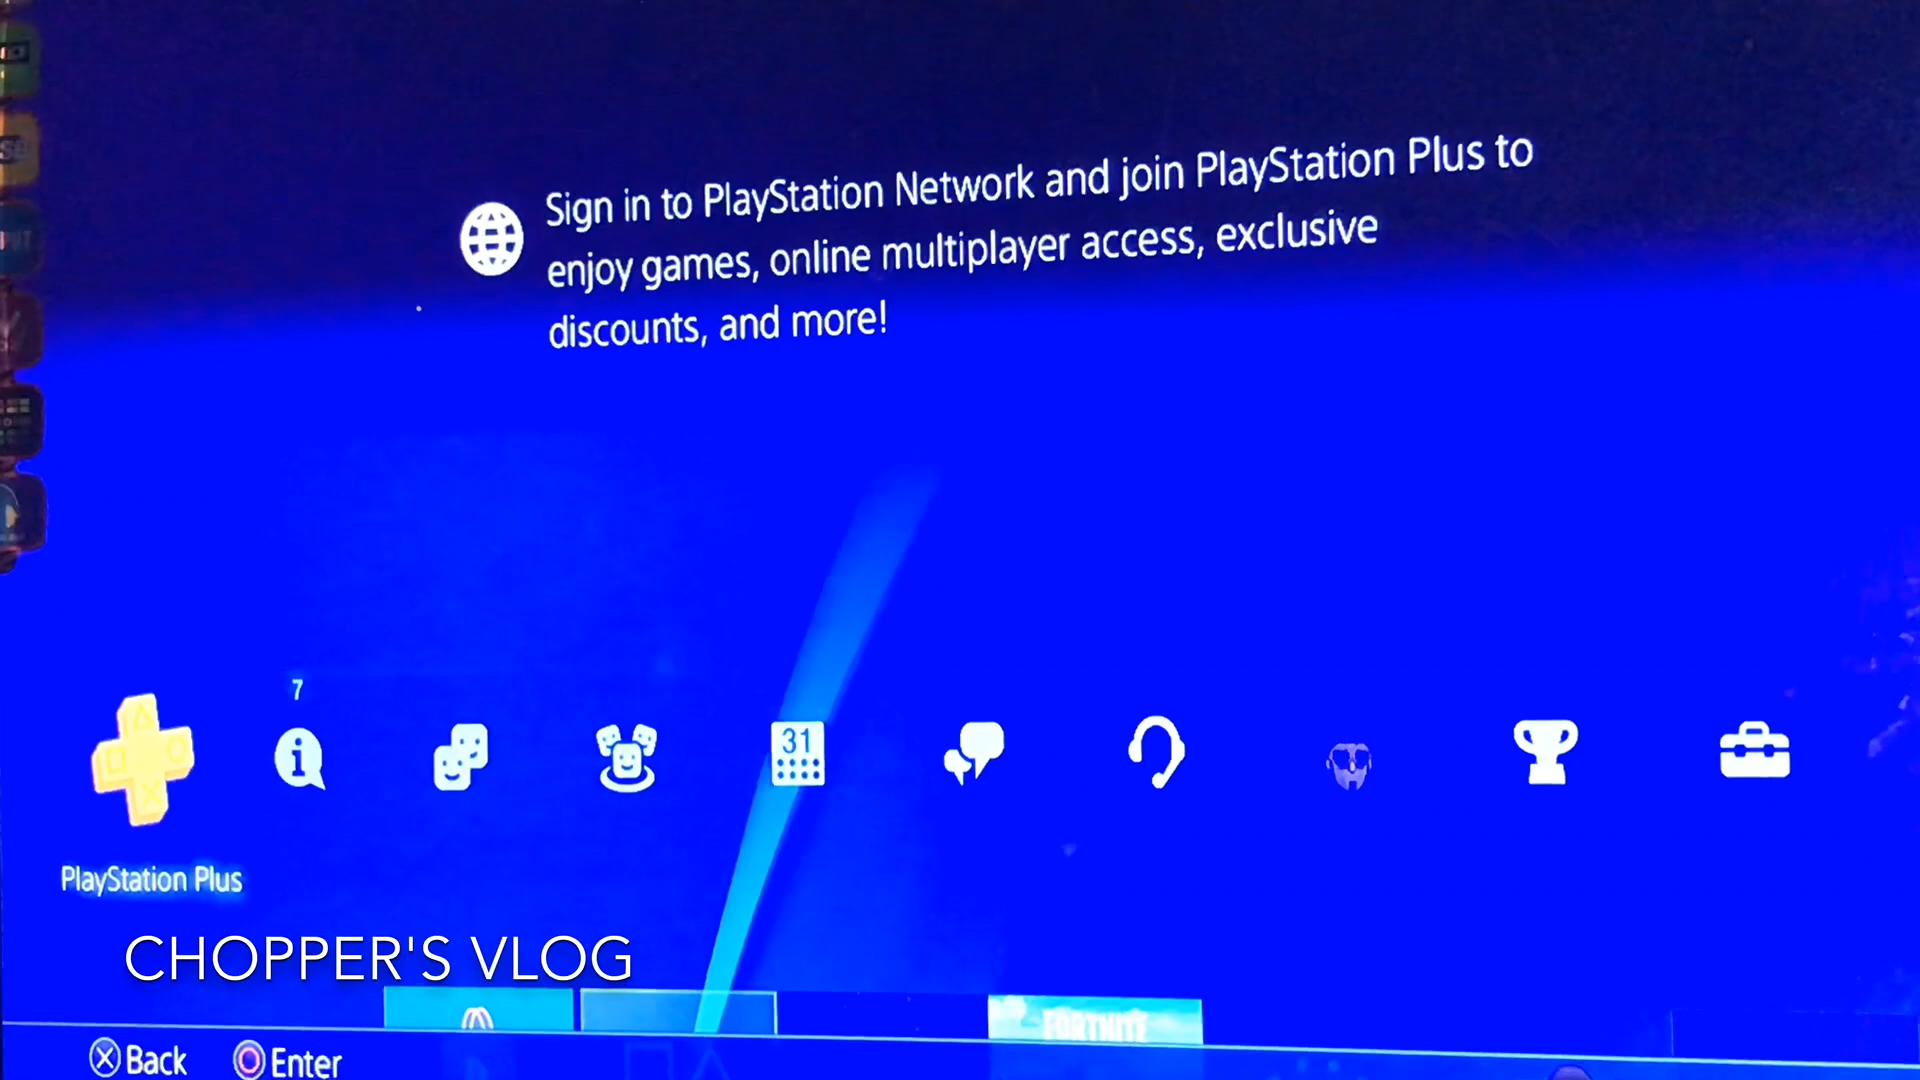 Sign in to PlayStation Network and join PlayStation Plus to
enjoy games, online multiplayer access, exclusive
discounts, and more!
7
31
PlayStation Plus
CHOPPER'S VLOG
FORTNITE
Back
Enter